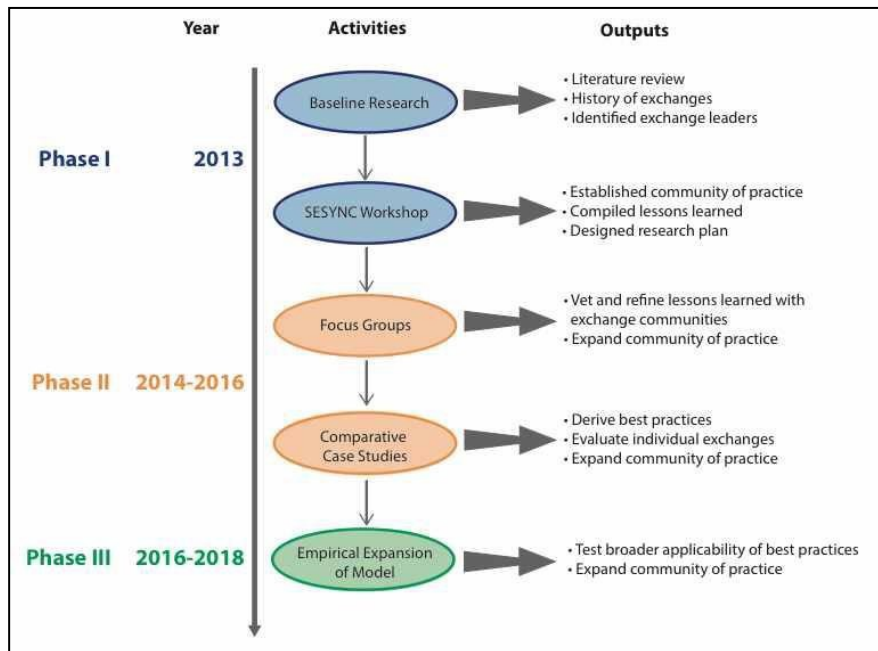 Year Activities Outputs
Baseline Research
• Literature review
• History of exchanges
• Identified exchange leaders
Phase I 2013
SESYNC Workshop
• Established community of practice
• Compiled lessons learned
• Designed research plan
Focus Groups
• Vet and refine lessons learned with
exchange communities
• Expand community of practice
Phase II 2014-2016
Comparative
Case Studies
• Derive best practices
• Evaluate individual exchanges
• Expand community of practice
Phase III 2016-2018
Empirical Expansion
of Model
• Test broader applicability of best practices
• Expand community of practice